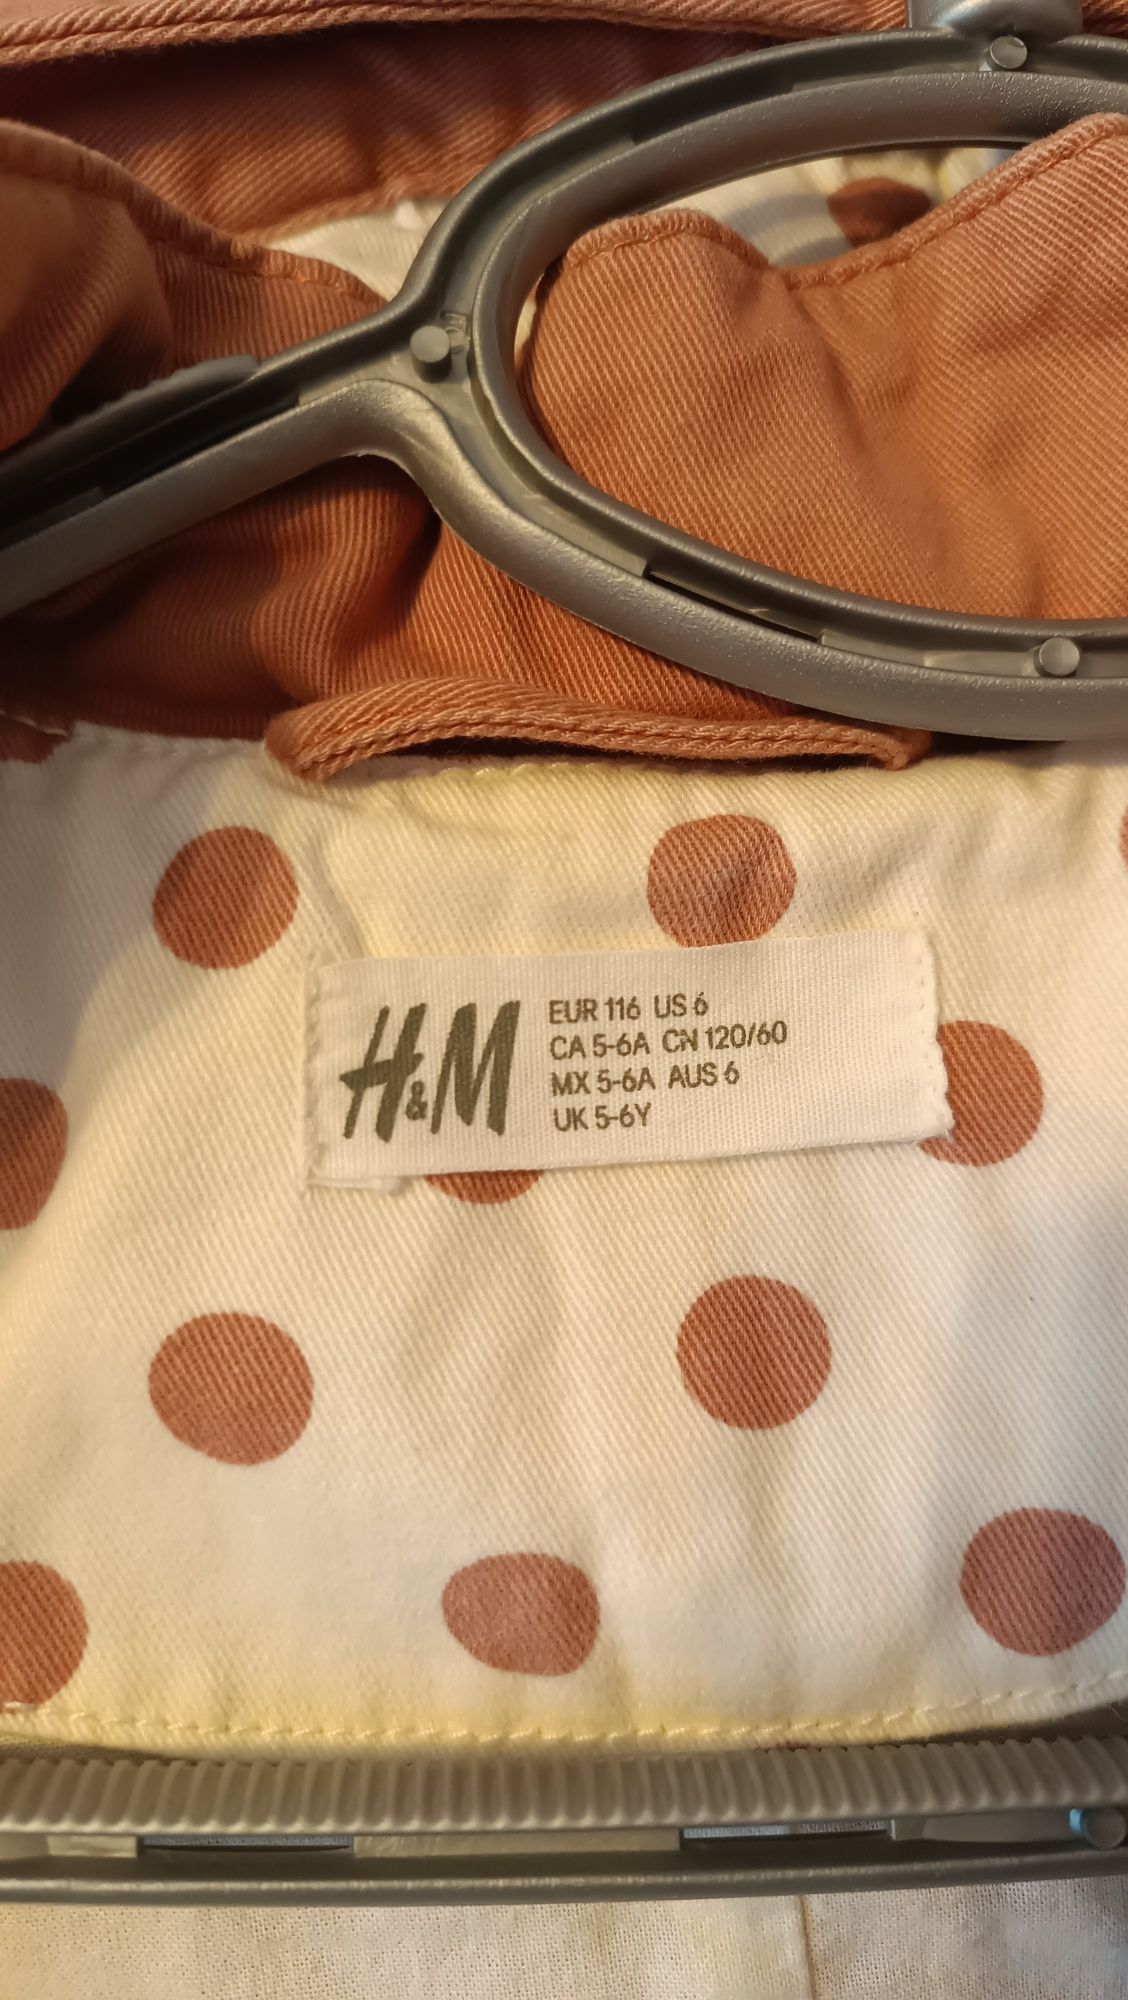 H&M
EUR 116 US 6
CA 5-6A CN 120/60
MX 5-6A AUS 6
UK 5-6Y